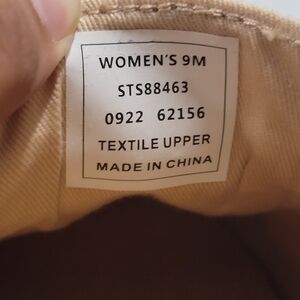 WOMEN'S 9M
STS88463
0922 62156
TEXTILE UPPER
MADE IN CHINA